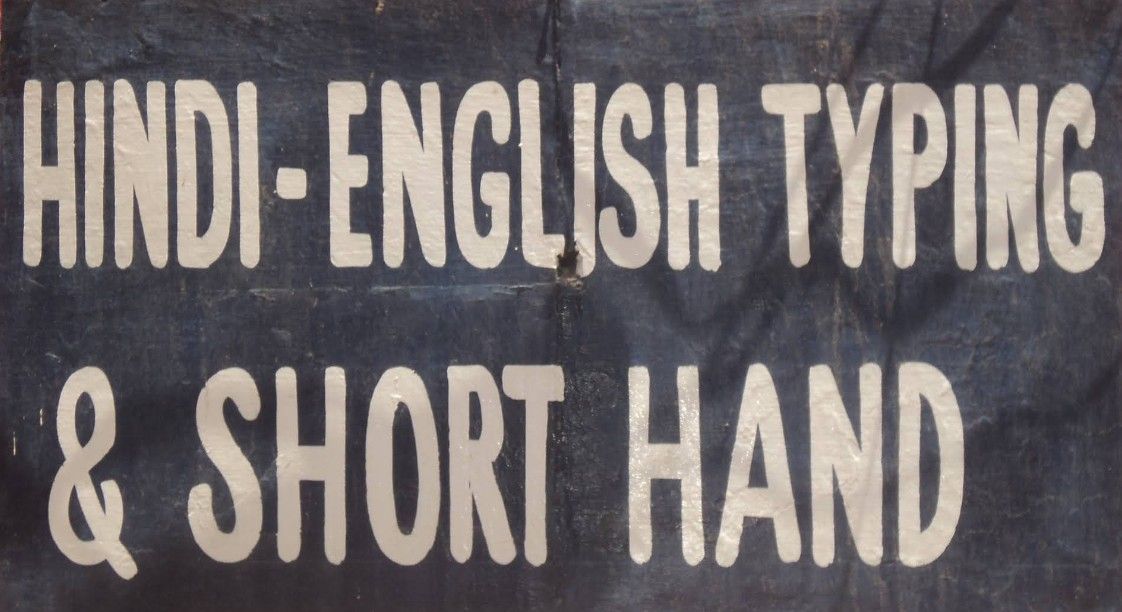 HINDI-ENGLISH TYPING
& SHORT HAND